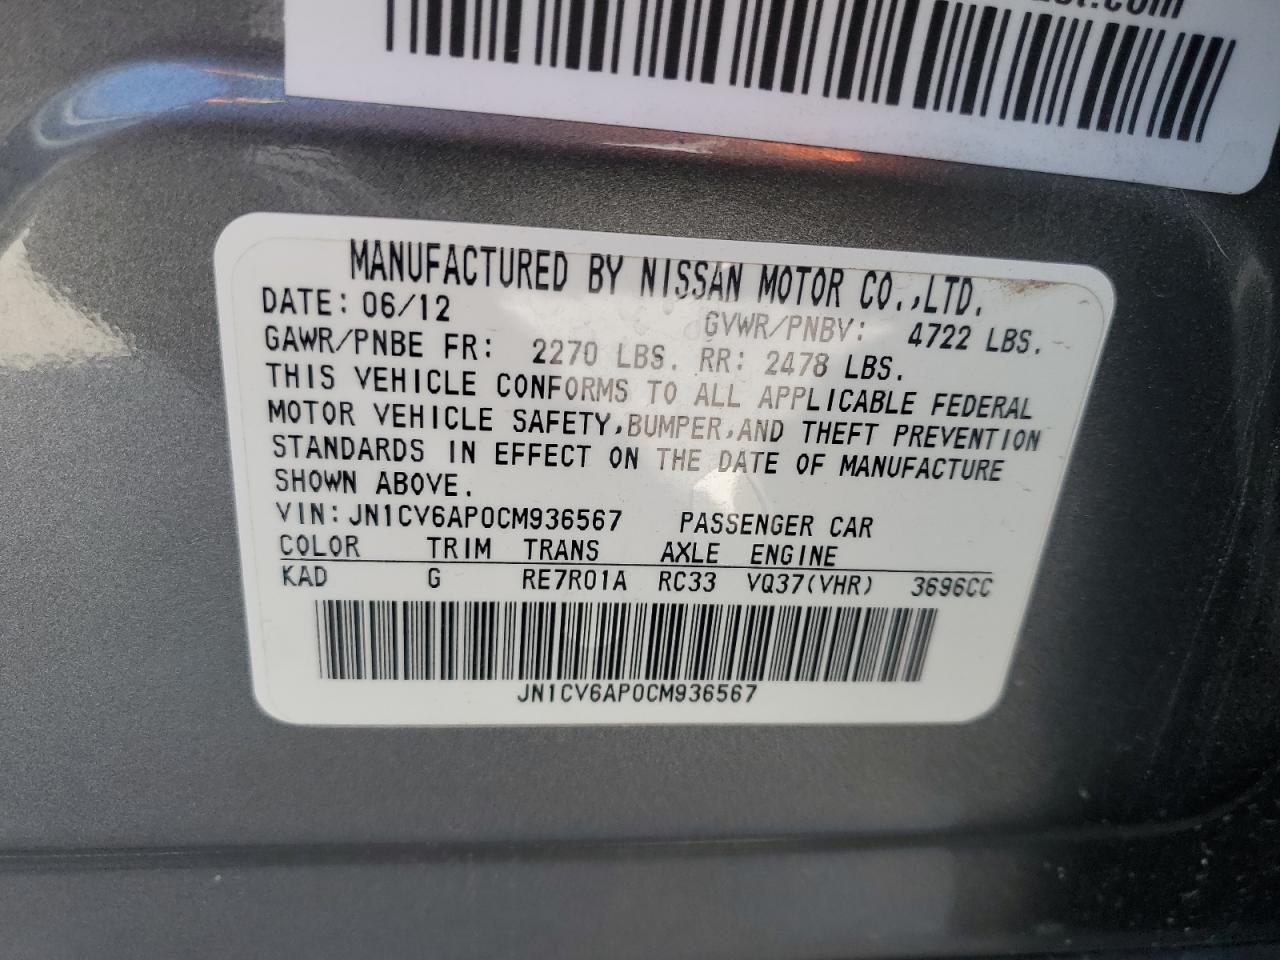 MANUFACTURED BY NISSAN MOTOR CO.,LTD.
DATE: 06/12 GVWR/PNBV: 4722 LBS.
GAWR/PNBE FR: 2270 LBS. RR: 2478 LBS.
THIS VEHICLE CONFORMS TO ALL APPLICABLE FEDERAL
MOTOR VEHICLE SAFETY,BUMPER,AND THEFT PREVENTION
STANDARDS IN EFFECT ON THE DATE OF MANUFACTURE
SHOWN ABOVE.
VIN: JN1CV6AP0CM936567 PASSENGER CAR
COLOR TRIM TRANS AXLE ENGINE
KAD G RE7R01A RC33 VQ37(VHR) 3696CC
JN1CV6AP0CM936567